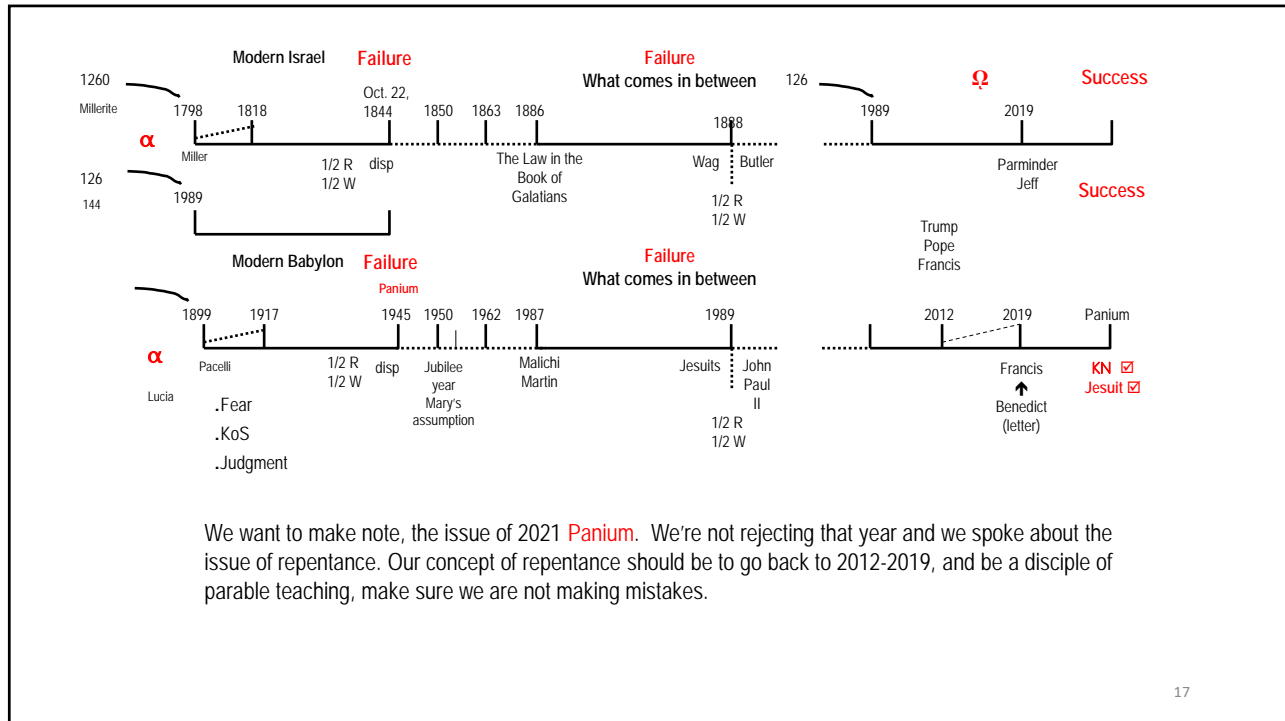 Modern Israel Failure
Failure
What comes in between
1260
Millerite
126
Ω
Success
Oct. 22,
1798 1818 1844 1850 1863 1886 1888 1989 2019
α
Miller
1/2 R disp
1/2 W
The Law in the
Book of
Galatians
Wag Butler
1/2 R
1/2 W
Parminder
Jeff
126
144
1989
Success
Trump
Pope
Francis
Modern Babylon Failure
Panium
Failure
What comes in between
1899 1917 1945 1950 1962 1987 1989 2012 2019 Panium
α
Pacelli
Lucia
1/2 R disp
1/2 W
Jubilee
year
Mary's
assumption
Malichi
Martin
Jesuits John
Paul
II
1/2 R
1/2 W
Francis
Benedict
(letter)
KN ☑
Jesuit ☑
.Fear
.KoS
.Judgment
We want to make note, the issue of 2021 Panium. We're not rejecting that year and we spoke about the
issue of repentance. Our concept of repentance should be to go back to 2012-2019, and be a disciple of
parable teaching, make sure we are not making mistakes.
17